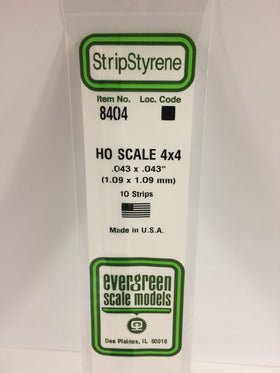 StripStyrene
Item No. Loc. Code
8404
HO SCALE 4x4
.043 x .043"
(1.09 x 1.09 mm)
10 Strips
Made in U.S.A.
evergreen
scale models
Des Plaines, IL 60018